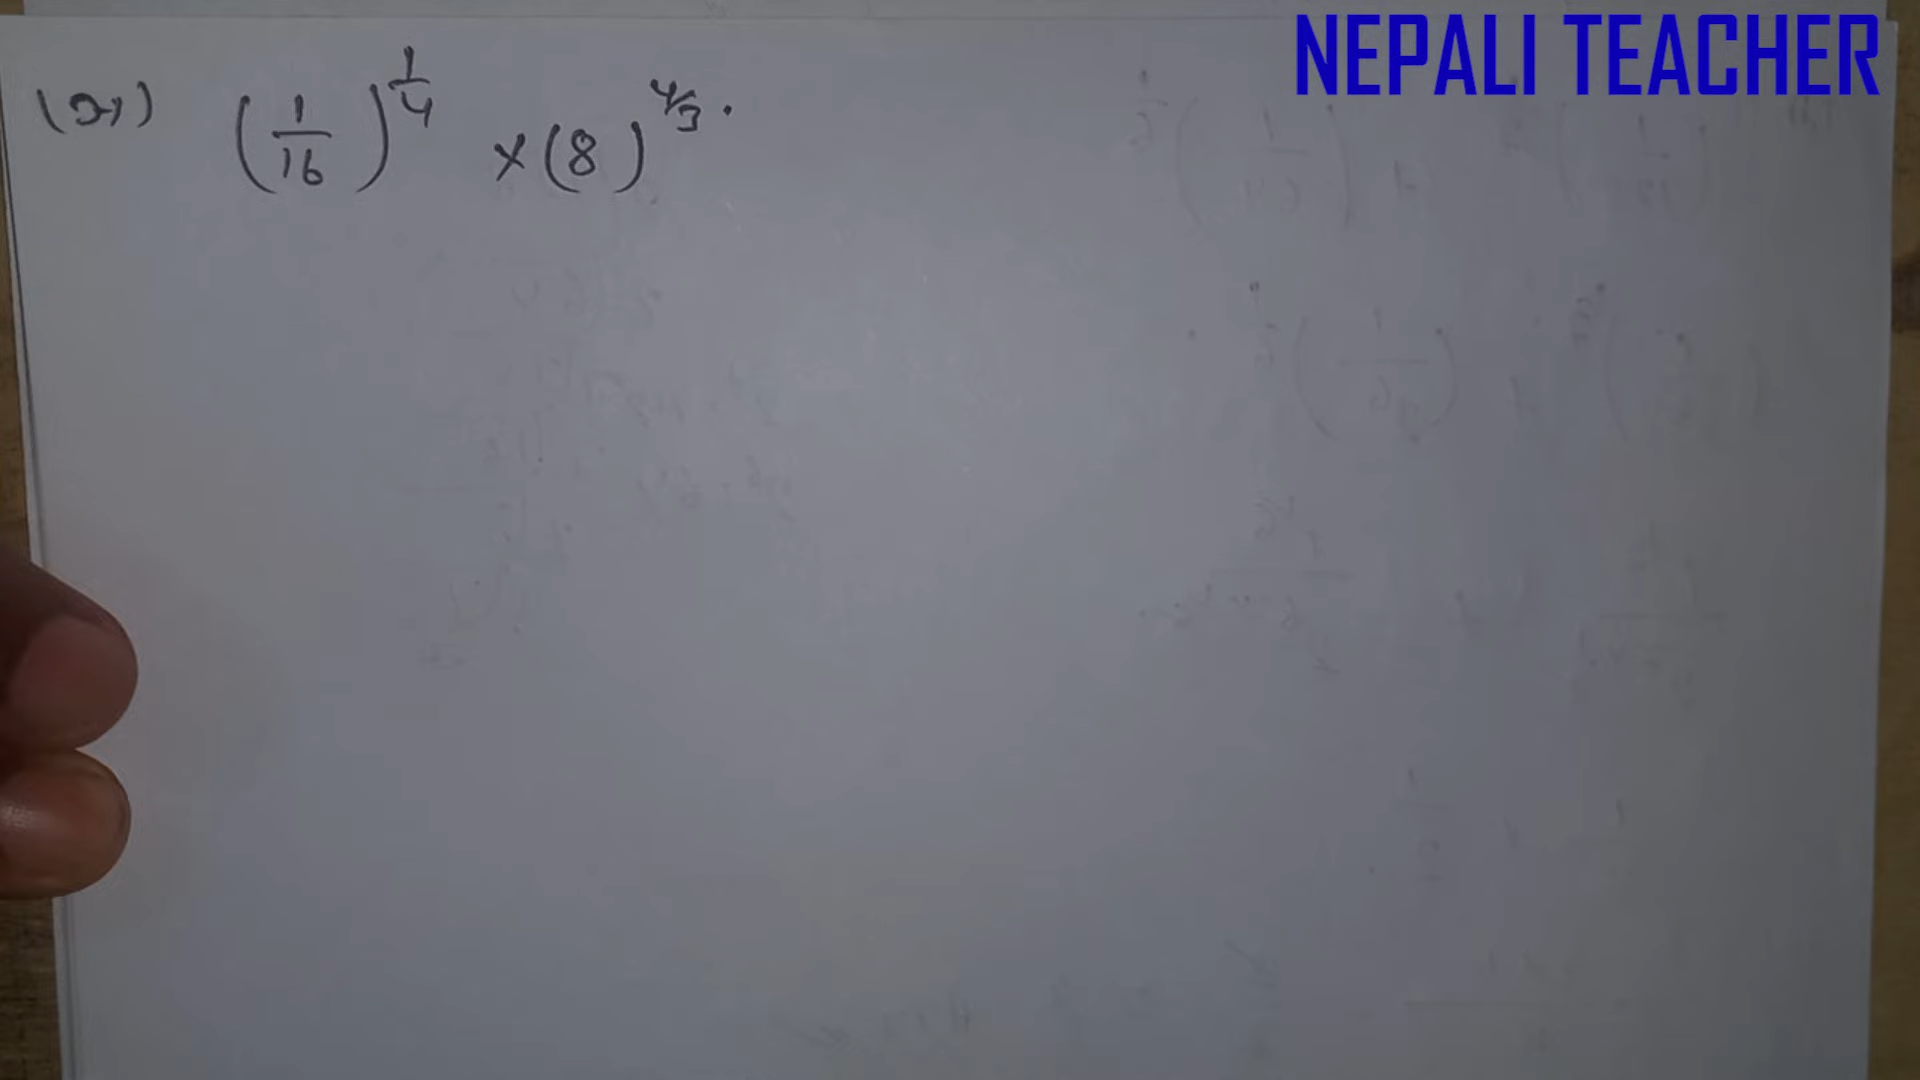 NEPALI TEACHER
(अ) (1/16)^1/4 × (8)^4/3 .